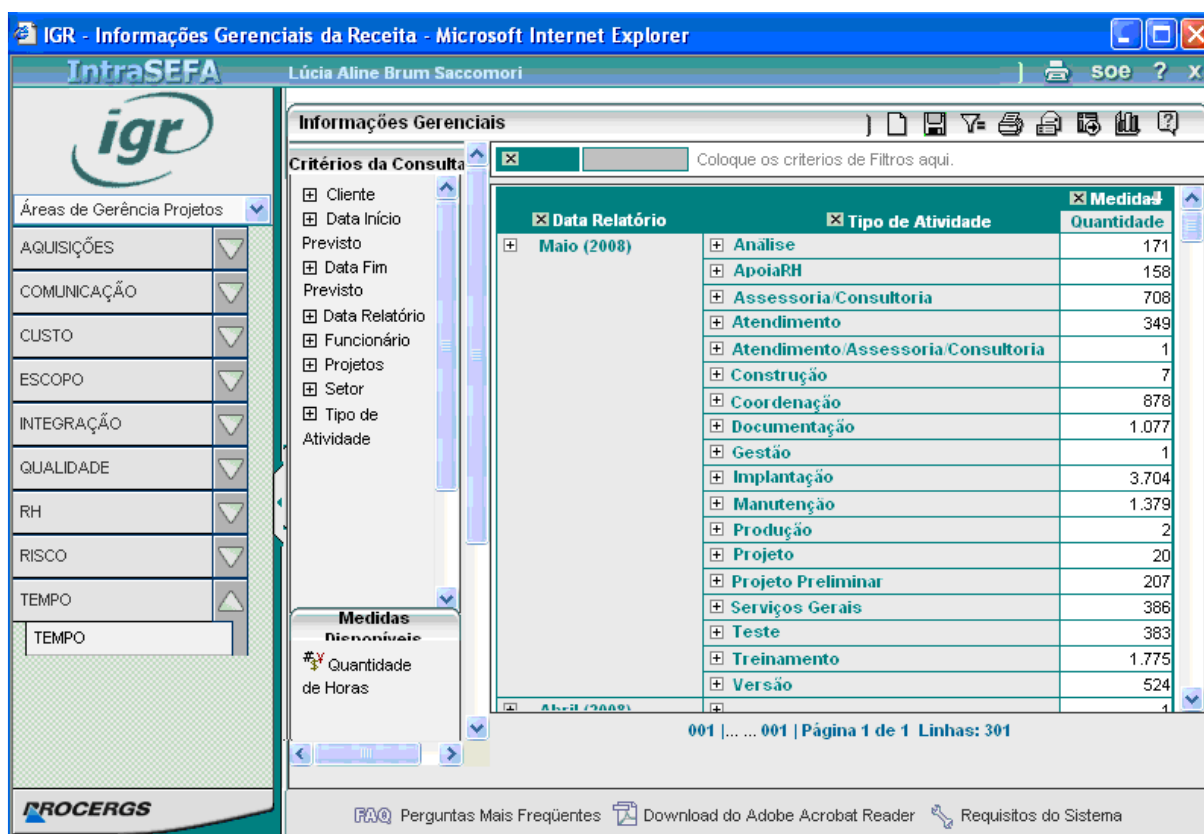 IGR - Informações Gerenciais da Receita - Microsoft Internet Explorer
IntraSEFA
Lúcia Aline Brum Saccomori
soe ? x
igr
Áreas de Gerência Projetos
AQUISIÇÕES
COMUNICAÇÃO
CUSTO
ESCOPO
INTEGRAÇÃO
QUALIDADE
RH
RISCO
TEMPO
TEMPO
PROCERGS
Informações Gerenciais
Critérios da Consulta
Cliente
Data Início
Previsto
Data Fim
Previsto
Data Relatório
Funcionário
Projetos
Setor
Tipo de
Atividade
Medidas
Disponíveis
Quantidade
de Horas
Coloque os criterios de Filtros aqui.
Medidas
Data Relatório Tipo de Atividade Quantidade
Maio (2008) Análise 171
ApoiaRH 158
Assessoria/Consultoria 708
Atendimento 349
Atendimento/Assessoria/Consultoria 1
Construção 7
Coordenação 878
Documentação 1.077
Gestão 1
Implantação 3.704
Manutenção 1.379
Produção 2
Projeto 20
Projeto Preliminar 207
Serviços Gerais 386
Teste 383
Treinamento 1.775
Versão 524
Abril (2008) 1
001 |... ... 001 | Página 1 de 1 Linhas: 301
FAQ Perguntas Mais Freqüentes Download do Adobe Acrobat Reader Requisitos do Sistema